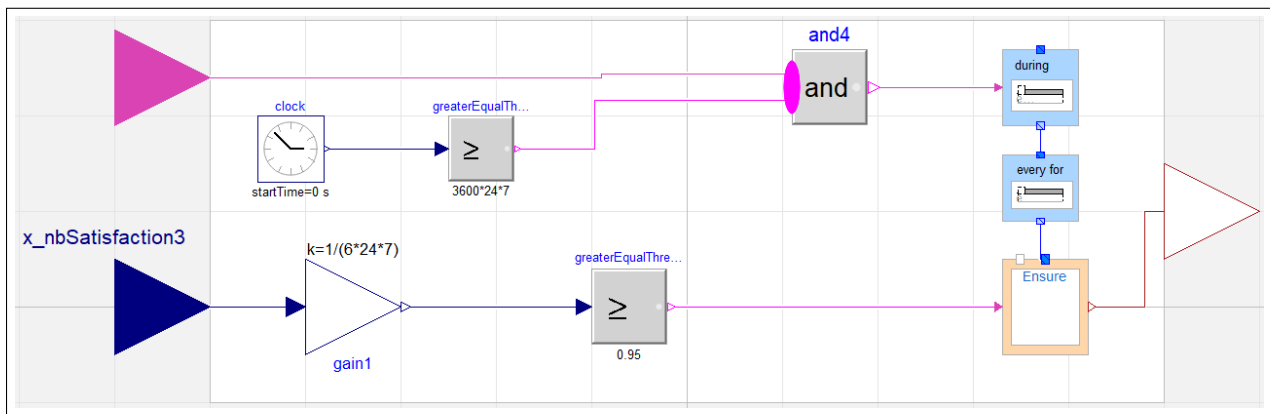 and4
during
clock
greaterEqualTh...
and
≥
startTime=0 s
3600*24*7
every for
x_nbSatisfaction3
k=1/(6*24*7)
greaterEqualThre...
Ensure
≥
gain1
0.95